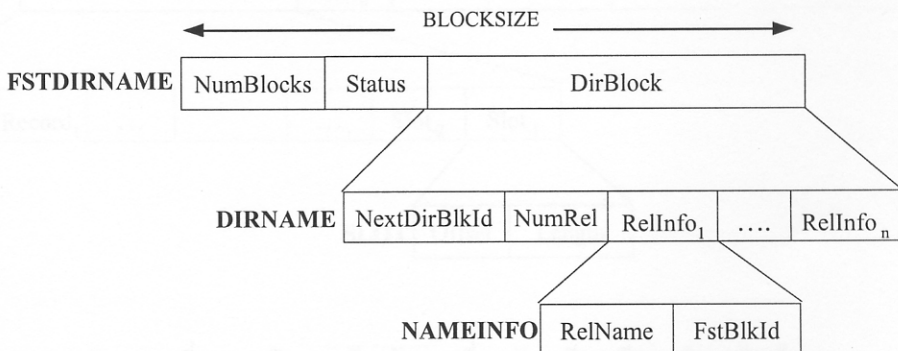 BLOCKSIZE
FSTDIRNAME NumBlocks Status DirBlock
DIRNAME NextDirBlkId NumRel RelInfo1 .... RelInfon
NAMEINFO RelName FstBlkId